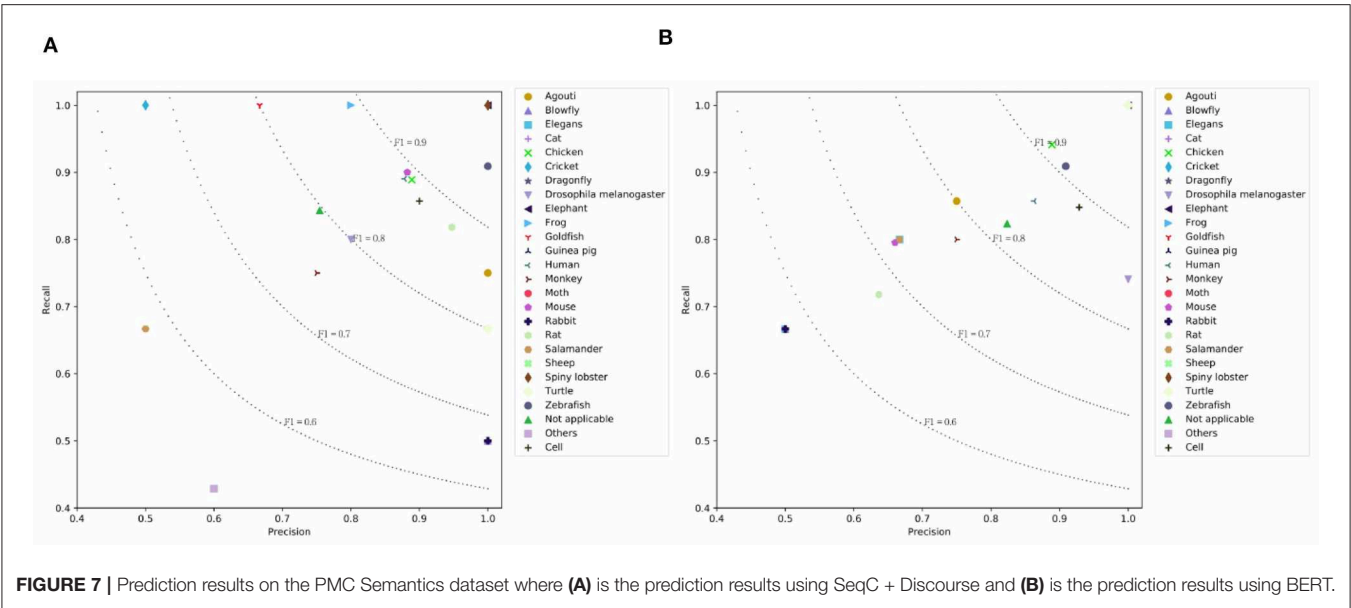 A
B
1.0
0.9
0.8
0.7
0.6
0.5
0.4
Recall
0.4
0.5
0.6
0.7
0.8
0.9
1.0
Precision
F1 = 0.9
F1 = 0.8
F1 = 0.7
F1 = 0.6
Agouti
Blowfly
Elegans
Cat
Chicken
Cricket
Dragonfly
Drosophila melanogaster
Elephant
Frog
Goldfish
Guinea pig
Human
Monkey
Moth
Mouse
Rabbit
Rat
Salamander
Sheep
Spiny lobster
Turtle
Zebrafish
Not applicable
Others
Cell
1.0
0.9
0.8
0.7
0.6
0.5
0.4
Recall
0.4
0.5
0.6
0.7
0.8
0.9
1.0
Precision
F1 = 0.9
F1 = 0.8
F1 = 0.7
F1 = 0.6
Agouti
Blowfly
Elegans
Cat
Chicken
Cricket
Dragonfly
Drosophila melanogaster
Elephant
Frog
Goldfish
Guinea pig
Human
Monkey
Moth
Mouse
Rabbit
Rat
Salamander
Sheep
Spiny lobster
Turtle
Zebrafish
Not applicable
Others
Cell
FIGURE 7 | Prediction results on the PMC Semantics dataset where (A) is the prediction results using SeqC + Discourse and (B) is the prediction results using BERT.